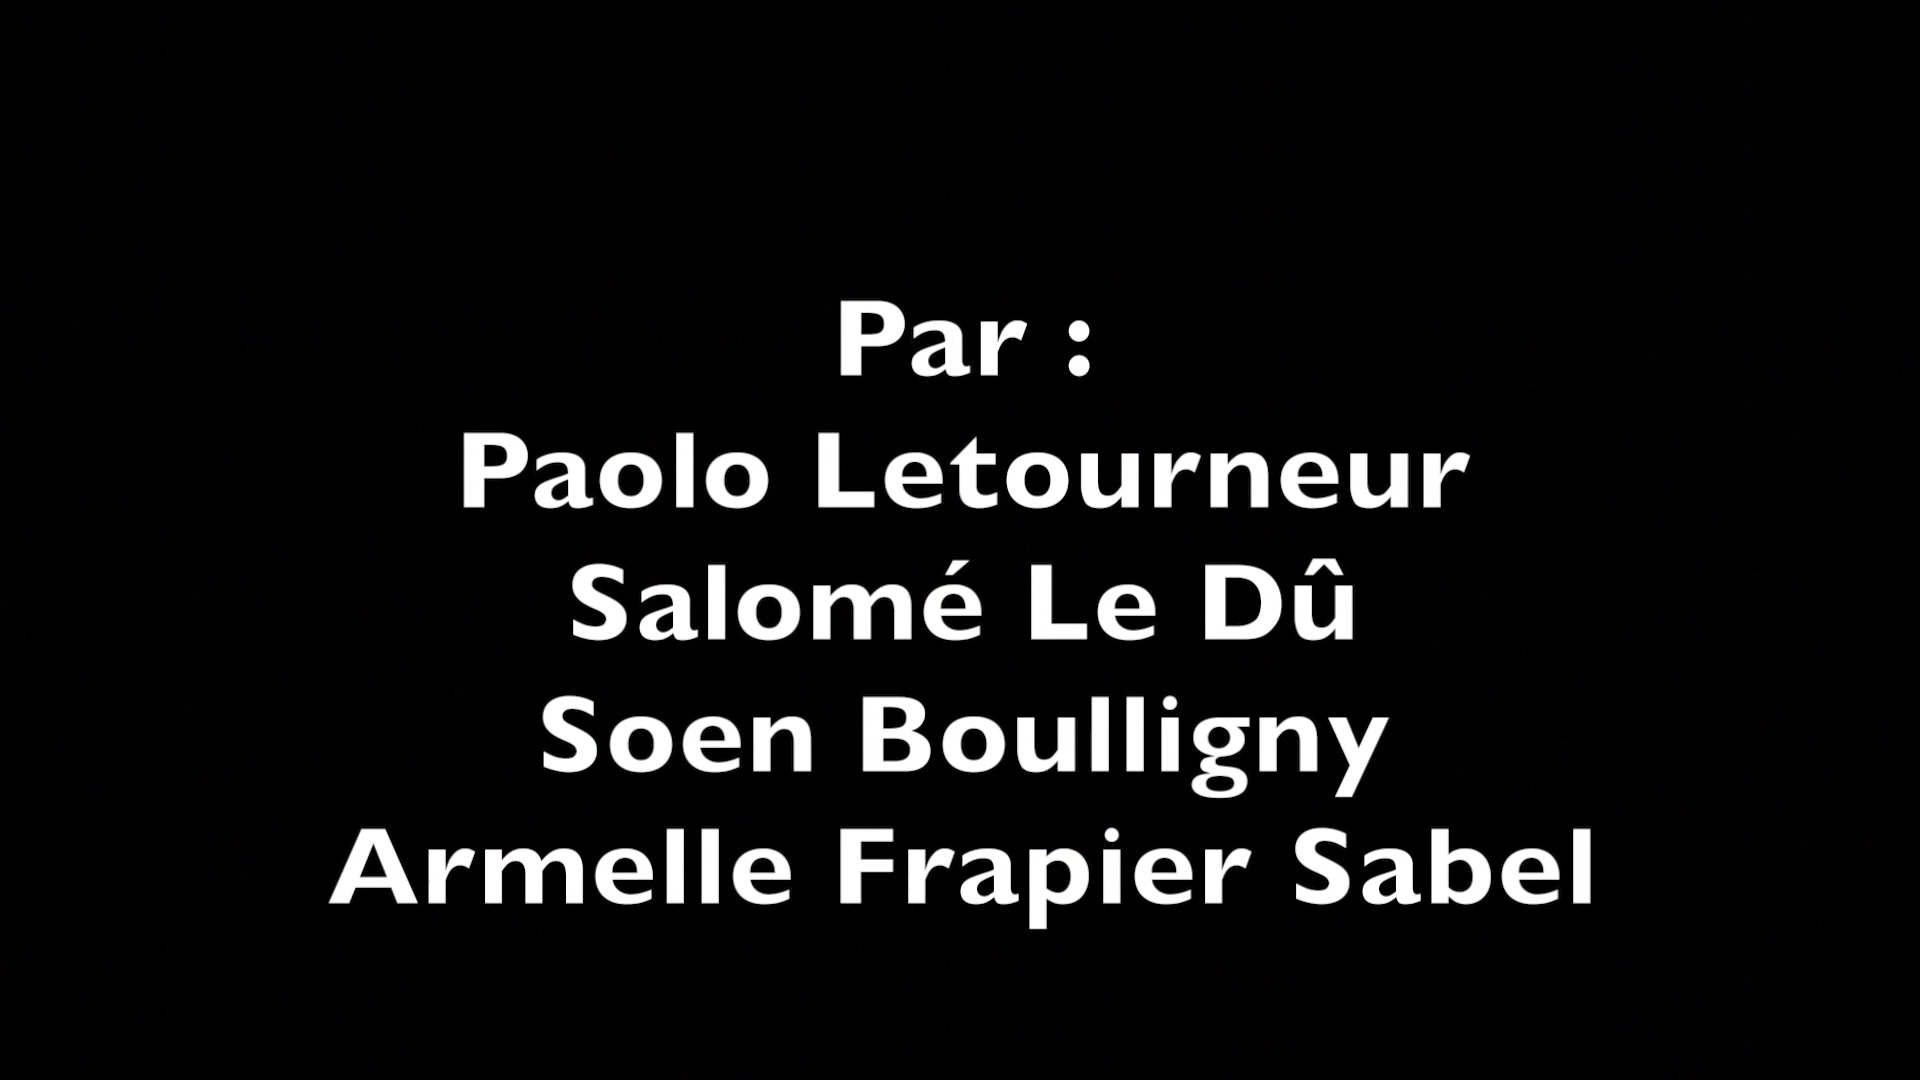 Par :
Paolo Letourneur
Salomé Le Dû
Soen Boulligny
Armelle Frapier Sabel